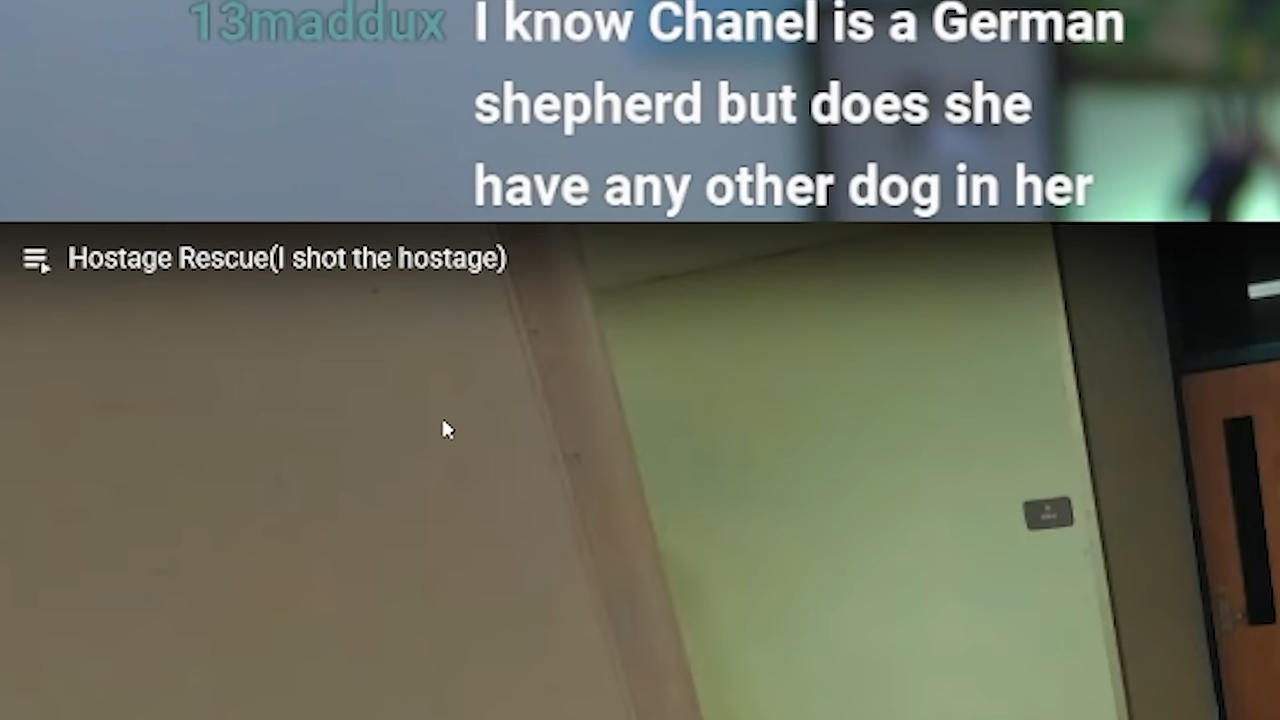 13maddux I know Chanel is a German
shepherd but does she
have any other dog in her
Hostage Rescue(I shot the hostage)